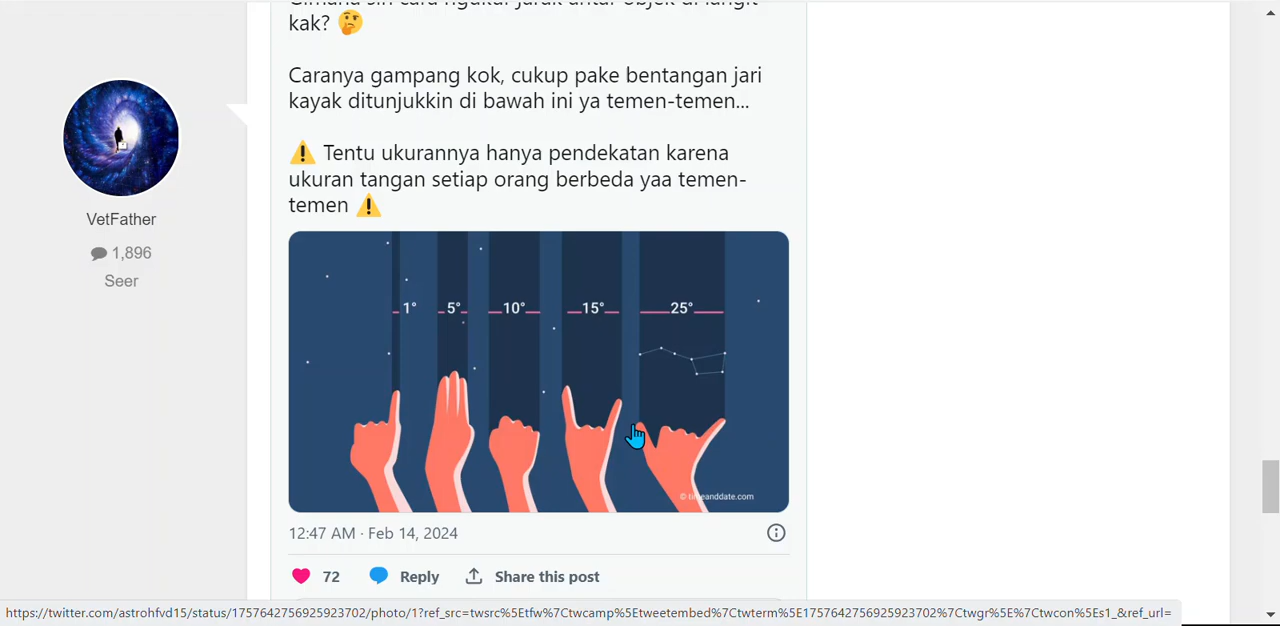 kak? 🤔
Caranya gampang kok, cukup pake bentangan jari
kayak ditunjukkin di bawah ini ya temen-temen...
⚠️ Tentu ukurannya hanya pendekatan karena
ukuran tangan setiap orang berbeda yaa temen-
temen ⚠️
VetFather
1,896
Seer
1° 5° 10° 15° 25°
12:47 AM · Feb 14, 2024
72 Reply Share this post
https://twitter.com/astrohfvd15/status/1757642756925923702/photo/1?ref_src=twsrc%5Etfw%7Ctwcamp%5Etweetembed%7Ctwterm%5E1757642756925923702%7Ctwgr%5E%7Ctwcon%5Es1_&ref_url=